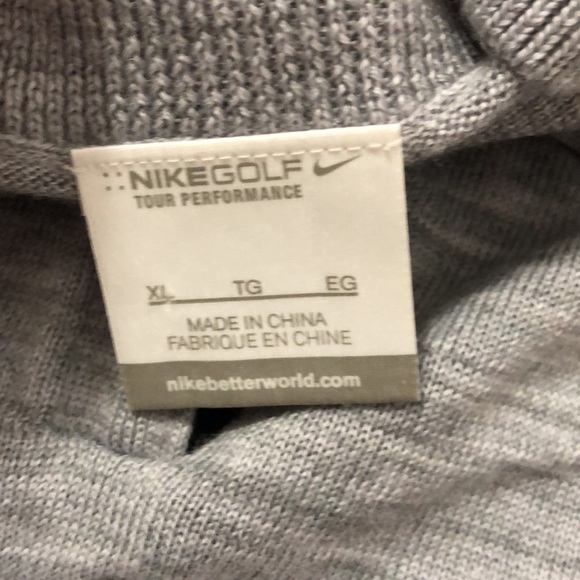 NIKEGOLF
TOUR PERFORMANCE
XL TG EG
MADE IN CHINA
FABRIQUE EN CHINE
nikebetterworld.com